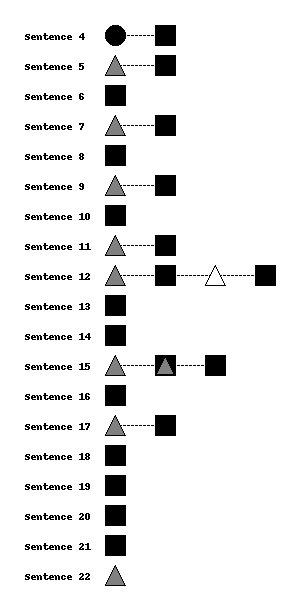 Sentence 4
Sentence 5
Sentence 6
Sentence 7
Sentence 8
Sentence 9
Sentence 10
Sentence 11
Sentence 12
Sentence 13
Sentence 14
Sentence 15
Sentence 16
Sentence 17
Sentence 18
Sentence 19
Sentence 20
Sentence 21
Sentence 22